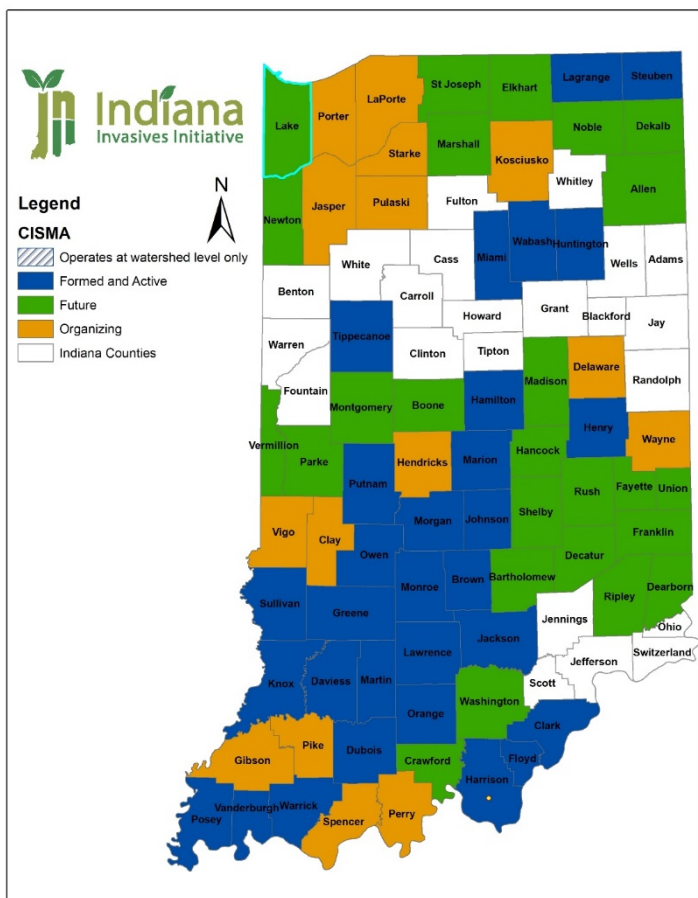 Indiana
Invasives Initiative
N
Legend
CISMA
Operates at watershed level only
Formed and Active
Future
Organizing
Indiana Counties
Lake
Porter
LaPorte
St Joseph
Elkhart
Lagrange
Steuben
Noble
Dekalb
Starke
Marshall
Kosciusko
Whitley
Allen
Newton
Jasper
Pulaski
Fulton
Miami
Wabash
Huntington
Wells
Adams
White
Cass
Benton
Carroll
Howard
Grant
Blackford
Jay
Warren
Tippecanoe
Clinton
Tipton
Fountain
Montgomery
Boone
Hamilton
Madison
Delaware
Randolph
Vermillion
Parke
Putnam
Hendricks
Marion
Hancock
Henry
Wayne
Rush
Fayette
Union
Vigo
Clay
Owen
Morgan
Johnson
Shelby
Franklin
Decatur
Sullivan
Greene
Monroe
Brown
Bartholomew
Ripley
Dearborn
Ohio
Jennings
Switzerland
Lawrence
Jackson
Jefferson
Scott
Knox
Daviess
Martin
Orange
Washington
Clark
Gibson
Pike
Dubois
Crawford
Harrison
Floyd
Posey
Vanderburgh
Warrick
Spencer
Perry